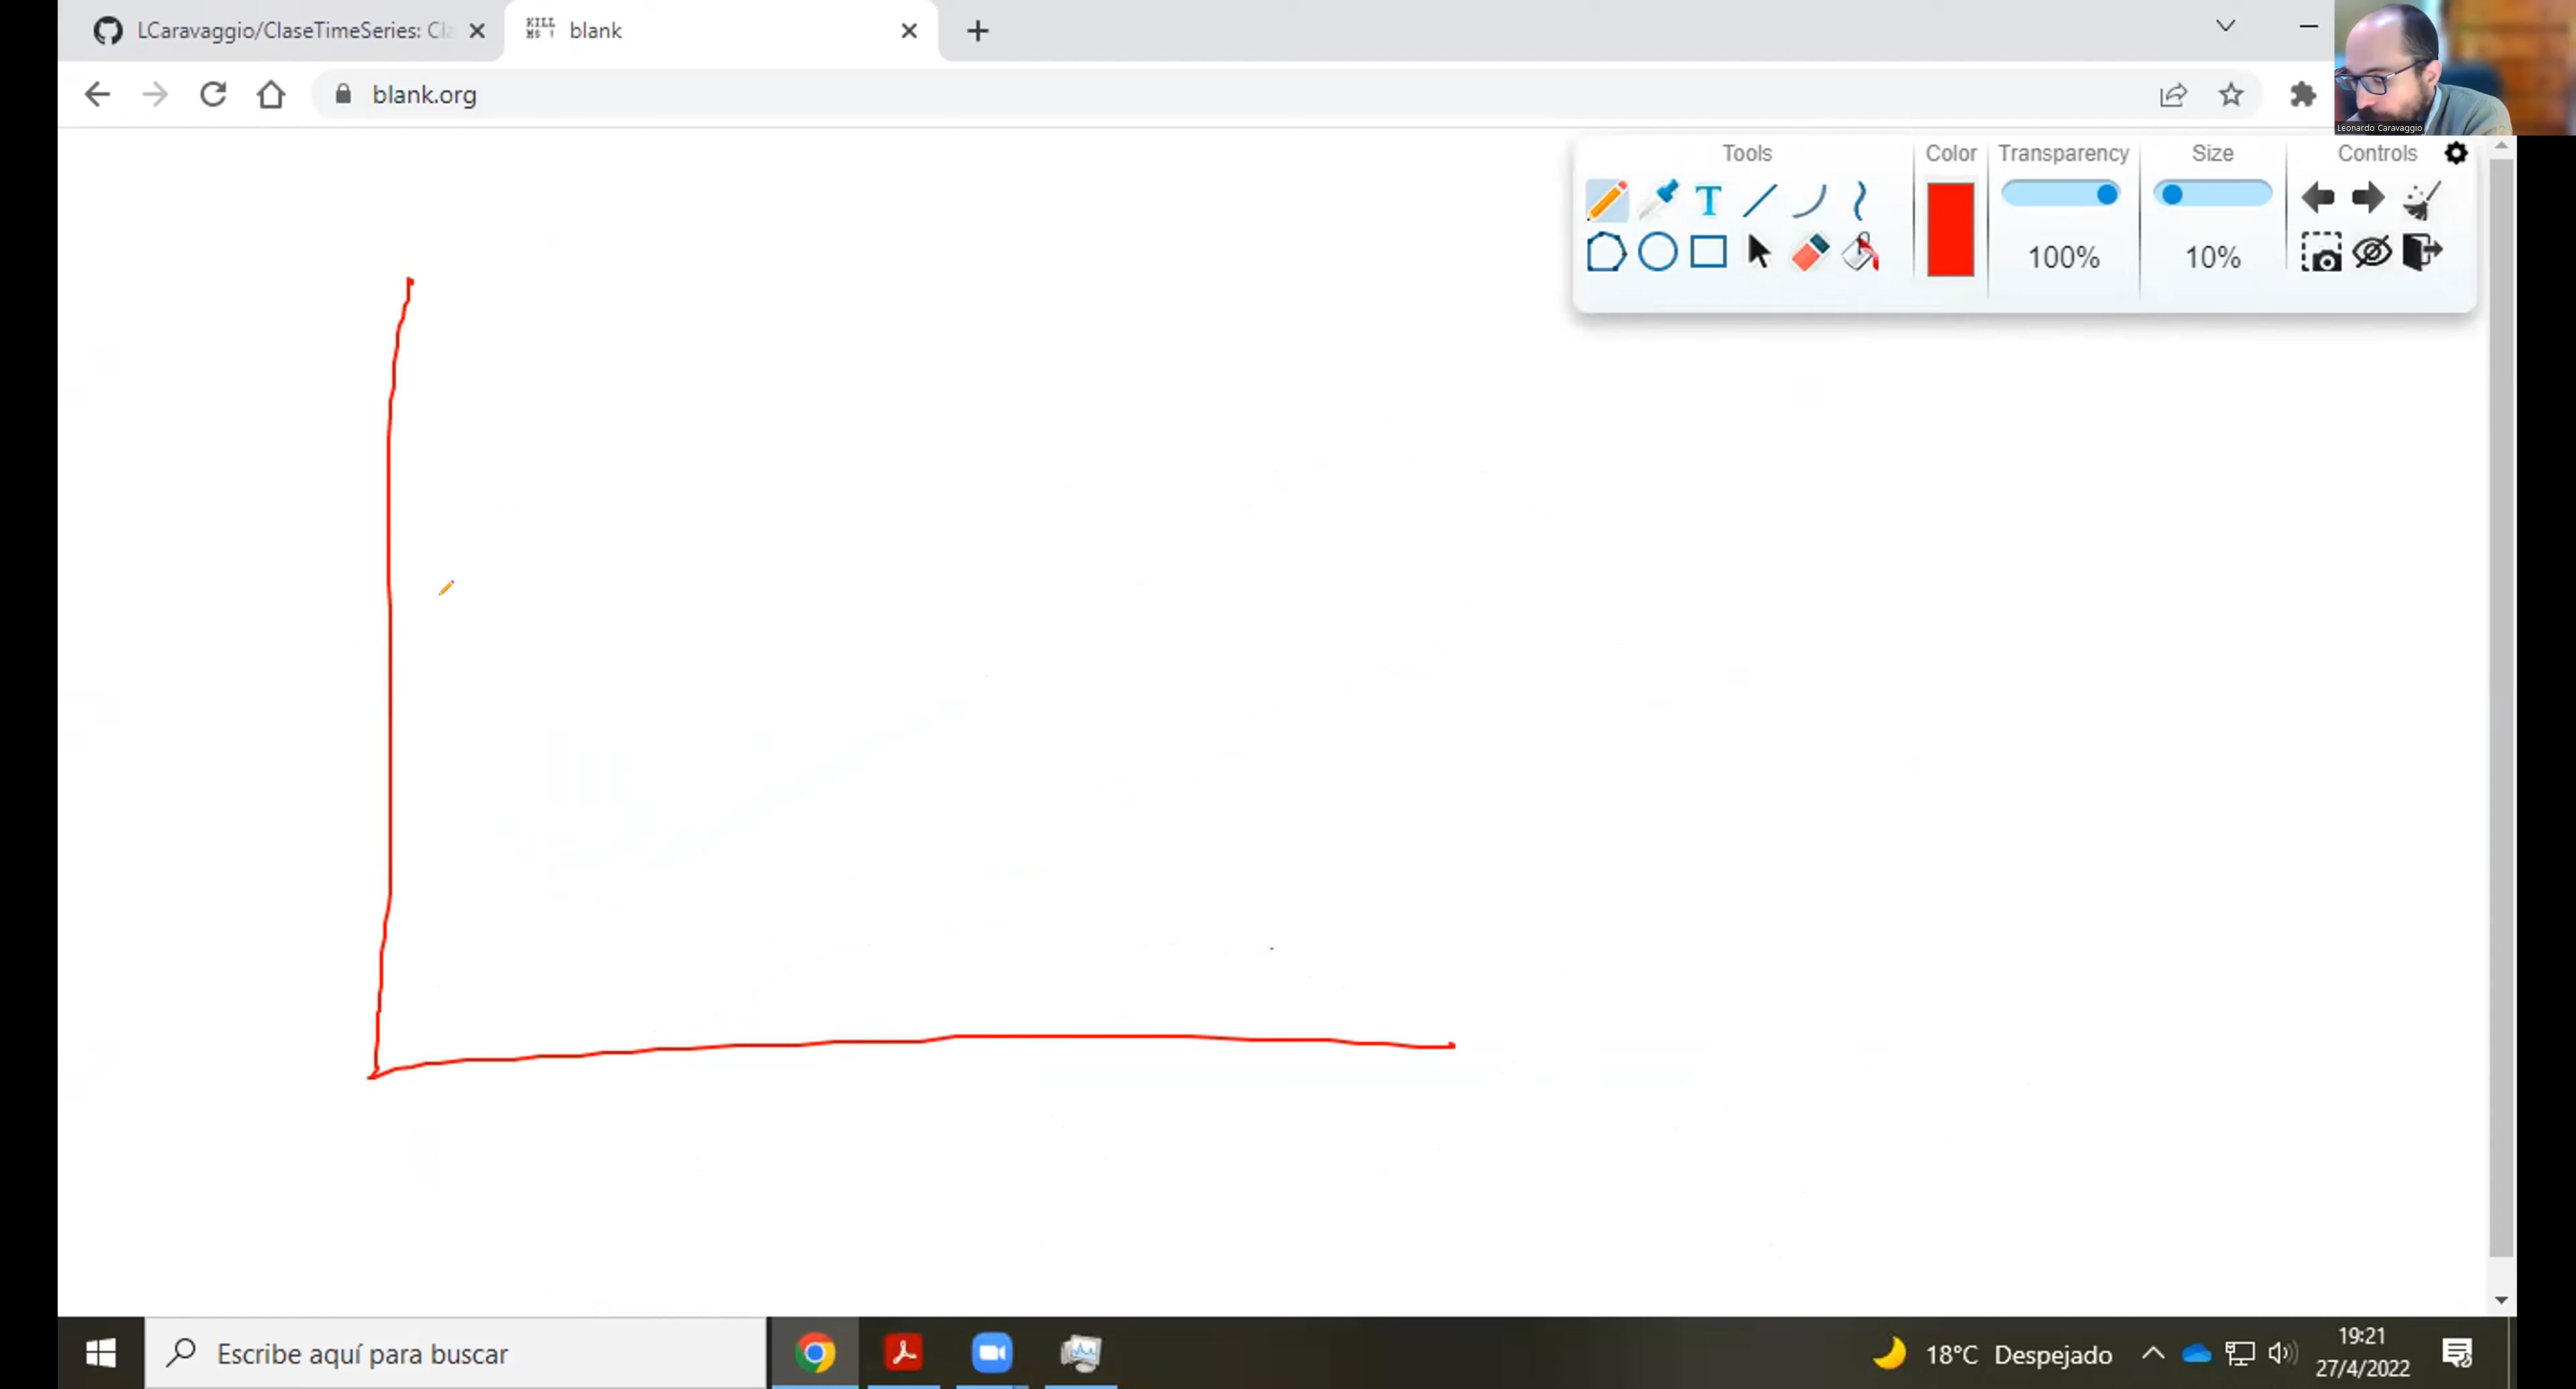 LCaravaggio/ClaseTimeSeries: Cla
blank
blank.org
Leonardo Caravaggio
Tools
Color
Transparency
Size
Controls
T
100%
10%
Escribe aquí para buscar
18°C Despejado
19:21
27/4/2022